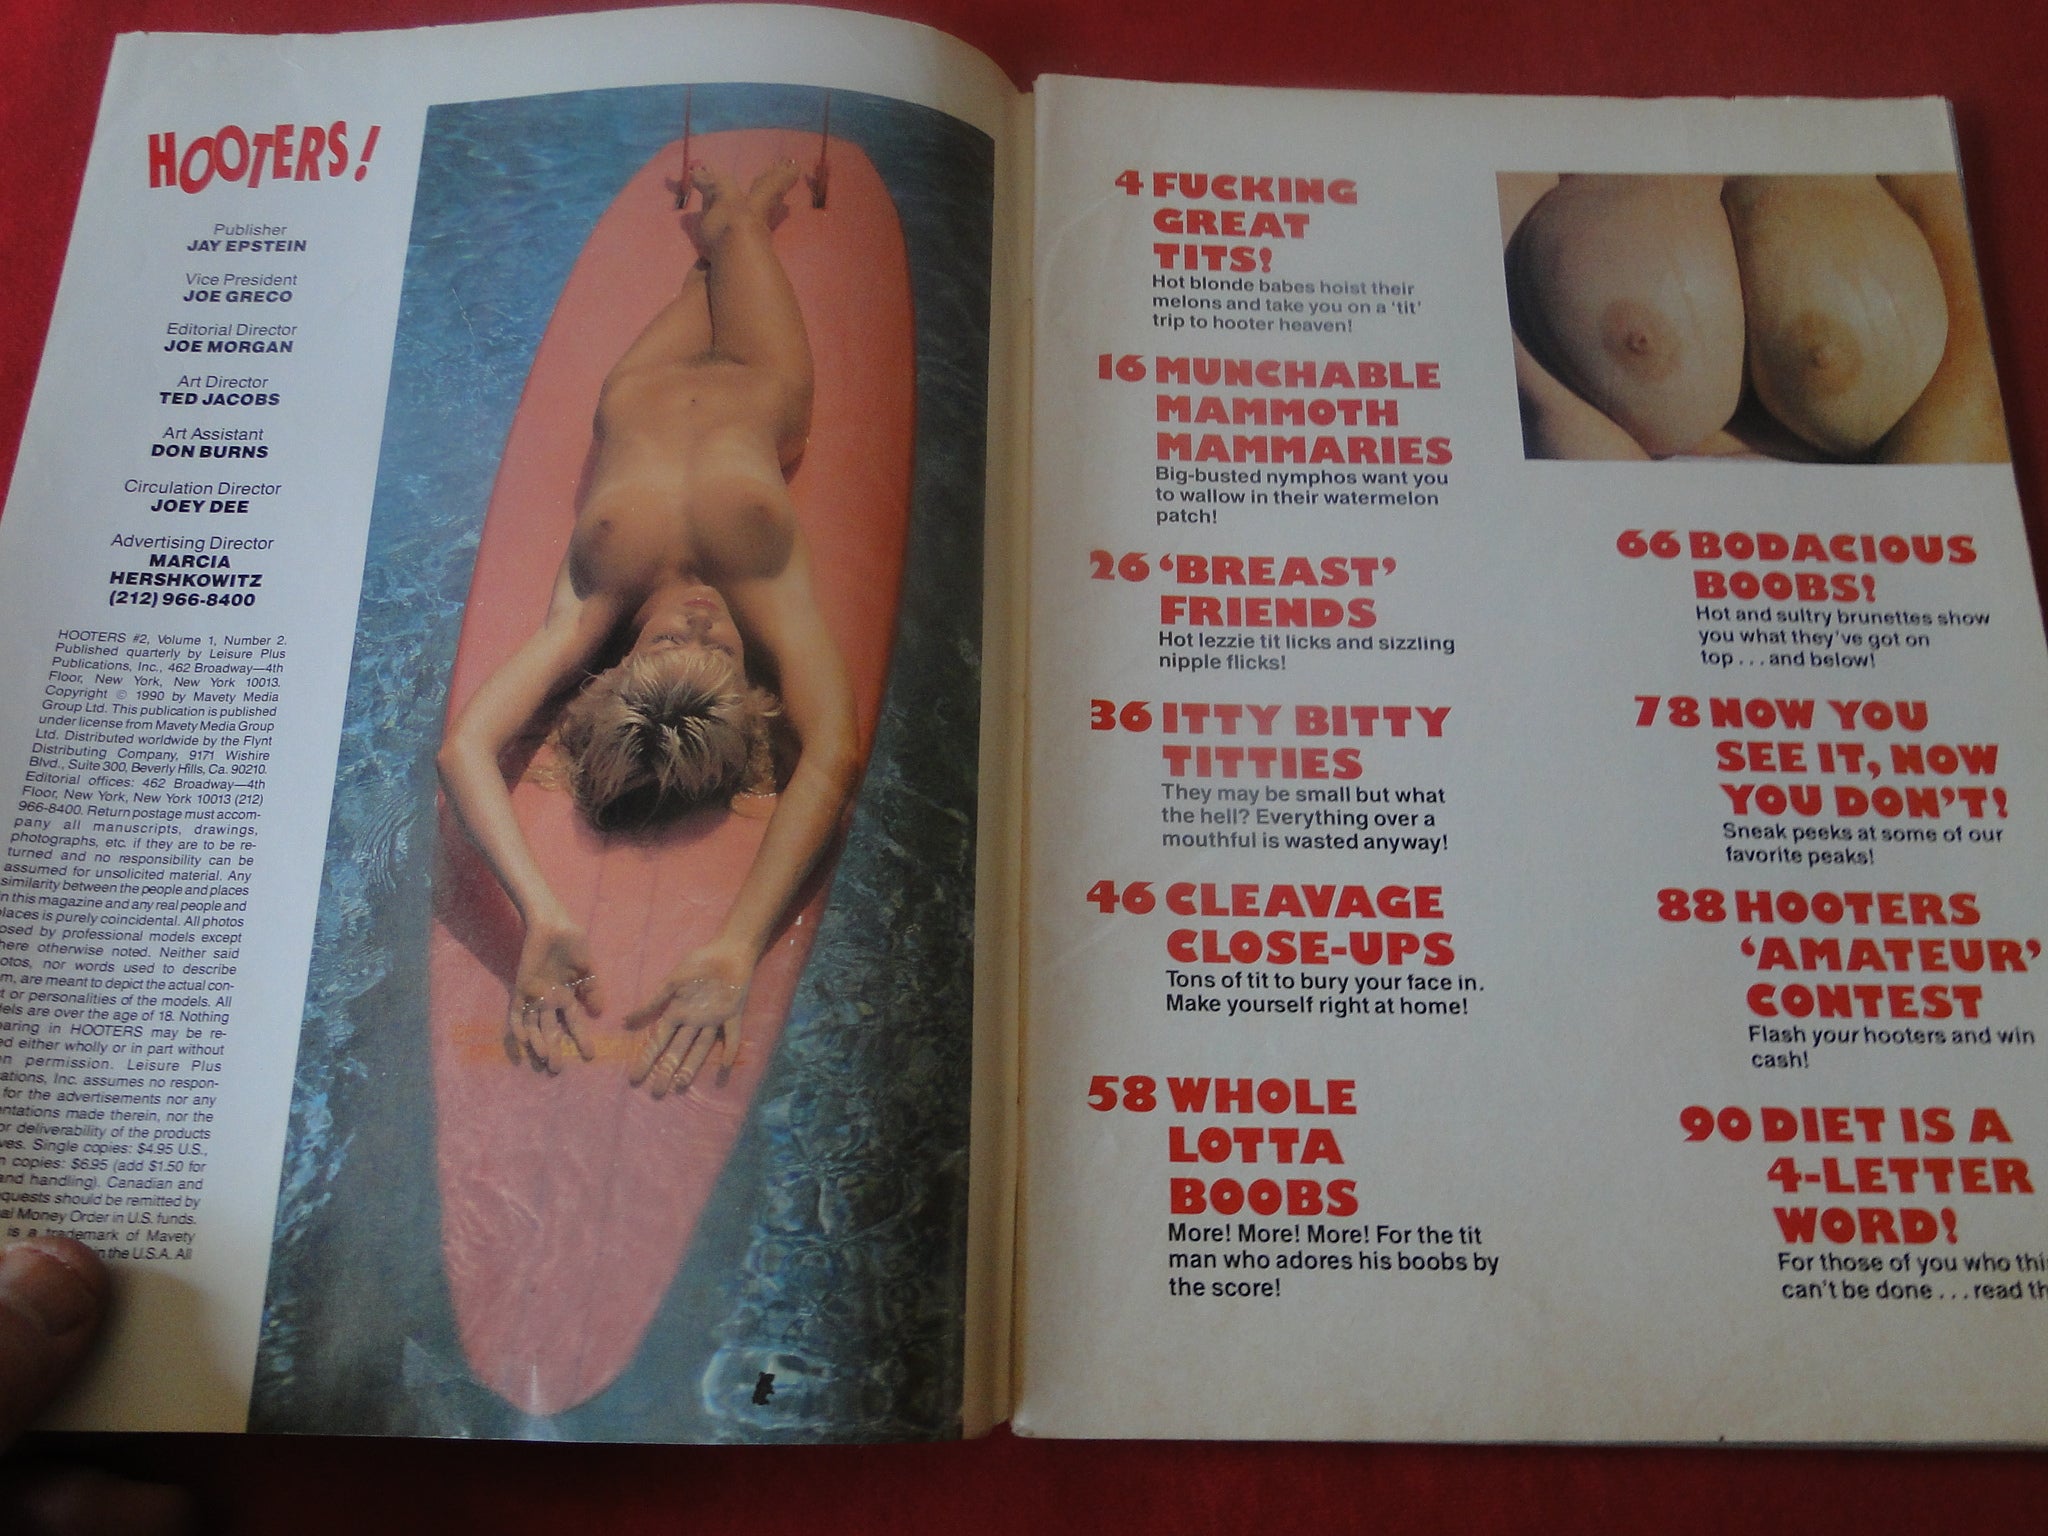 HOOTERS!
Publisher
JAY EPSTEIN
Vice President
JOE GRECO
Editorial Director
JOE MORGAN
Art Director
TED JACOBS
Art Assistant
DON BURNS
Circulation Director
JOEY DEE
Advertising Director
MARCIA
HERSHKOWITZ
(212) 966-8400
HOOTERS #2, Volume 1, Number 2.
Published quarterly by Leisure Plus
Publications, Inc., 462 Broadway—4th
Floor, New York, New York 10013.
Copyright © 1990 by Mavety Media
Group Ltd. This publication is published
under license from Mavety Media Group
Ltd. Distributed worldwide by the Flynt
Distributing Company, 9171 Wishire
Blvd., Suite 300, Beverly Hills, Ca. 90210.
Editorial offices: 462 Broadway—4th
Floor, New York, New York 10013 (212)
966-8400. Return postage must accom-
pany all manuscripts, drawings,
photographs, etc. if they are to be re-
turned and no responsibility can be
assumed for unsolicited material. Any
similarity between the people and places
in this magazine and any real people and
places is purely coincidental. All photos
by professional models except
otherwise noted. Neither said
nor words used to describe
are meant to depict the actual con-
or personalities of the models. All
are over the age of 18. Nothing
in HOOTERS may be re-
either wholly or in part without
permission. Leisure Plus
Inc. assumes no respon-
for the advertisements nor any
made therein, nor the
or deliverability of the products
Single copies: $4.95 U.S.,
copies: $6.95 (add $1.50 for
and handling). Canadian and
should be remitted by
Money Order in U.S. funds.
is a trademark of Mavety
in the U.S.A. All
4 FUCKING
GREAT
TITS!
Hot blonde babes hoist their
melons and take you on a 'tit'
trip to hooter heaven!
16 MUNCHABLE
MAMMOTH
MAMMARIES
Big-busted nymphos want you
to wallow in their watermelon
patch!
26 'BREAST'
FRIENDS
Hot lezzie tit licks and sizzling
nipple flicks!
36 ITTY BITTY
TITTIES
They may be small but what
the hell? Everything over a
mouthful is wasted anyway!
46 CLEAVAGE
CLOSE-UPS
Tons of tit to bury your face in.
Make yourself right at home!
58 WHOLE
LOTTA
BOOBS
More! More! More! For the tit
man who adores his boobs by
the score!
66 BODACIOUS
BOOBS!
Hot and sultry brunettes show
you what they've got on
top . . . and below!
78 NOW YOU
SEE IT, NOW
YOU DON'T!
Sneak peeks at some of our
favorite peaks!
88 HOOTERS
'AMATEUR'
CONTEST
Flash your hooters and win
cash!
90 DIET IS A
4-LETTER
WORD!
For those of you who
can't be done . . . read